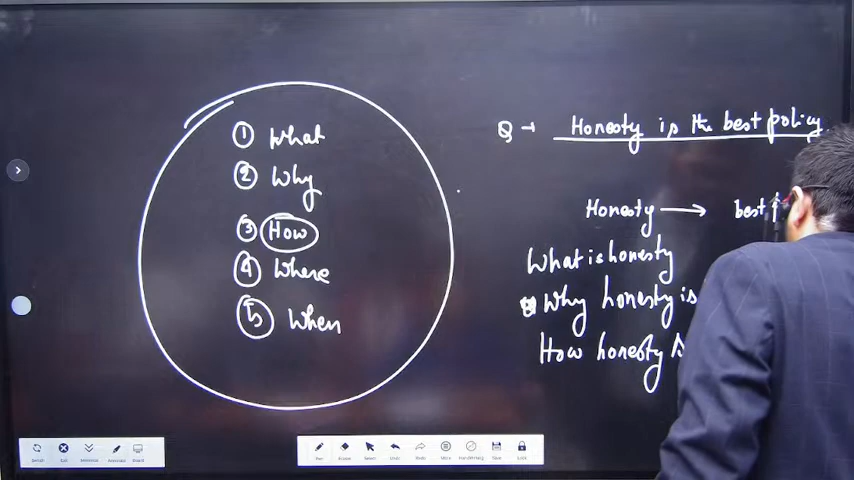 ① What
② Why
③ How
④ Where
⑤ When
Q → Honesty is the best policy
Honesty → best
What is honesty
Why honesty is
How honesty